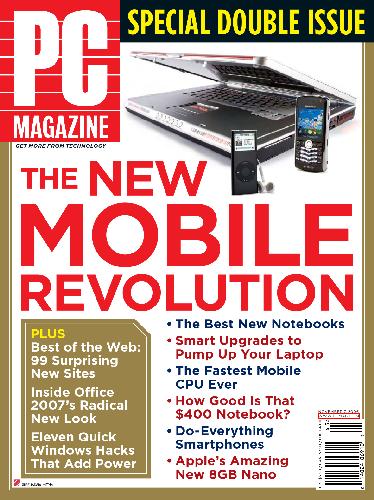 SPECIAL DOUBLE ISSUE
PC
MAGAZINE
GET MORE FROM TECHNOLOGY
THE NEW
MOBILE
REVOLUTION
PLUS
Best of the Web:
99 Surprising
New Sites
Inside Office
2007's Radical
New Look
Eleven Quick
Windows Hacks
That Add Power
• The Best New Notebooks
• Smart Upgrades to
Pump Up Your Laptop
• The Fastest Mobile
CPU Ever
• How Good Is That
$400 Notebook?
• Do-Everything
Smartphones
• Apple's Amazing
New 8GB Nano